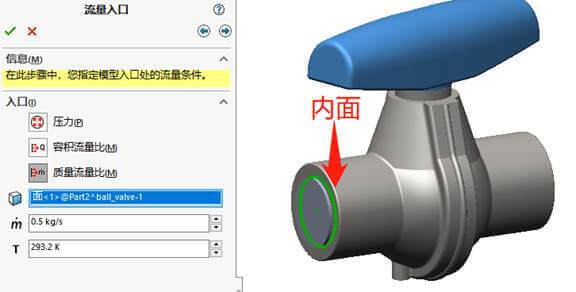 流量入口
信息(M)
在此步骤中，您指定模型入口处的流量条件。
入口(I)
压力(P)
容积流量比(M)
质量流量比(M)
面<1>@Part2^ball_valve-1
ṁ 0.5 kg/s
T 293.2 K
内面